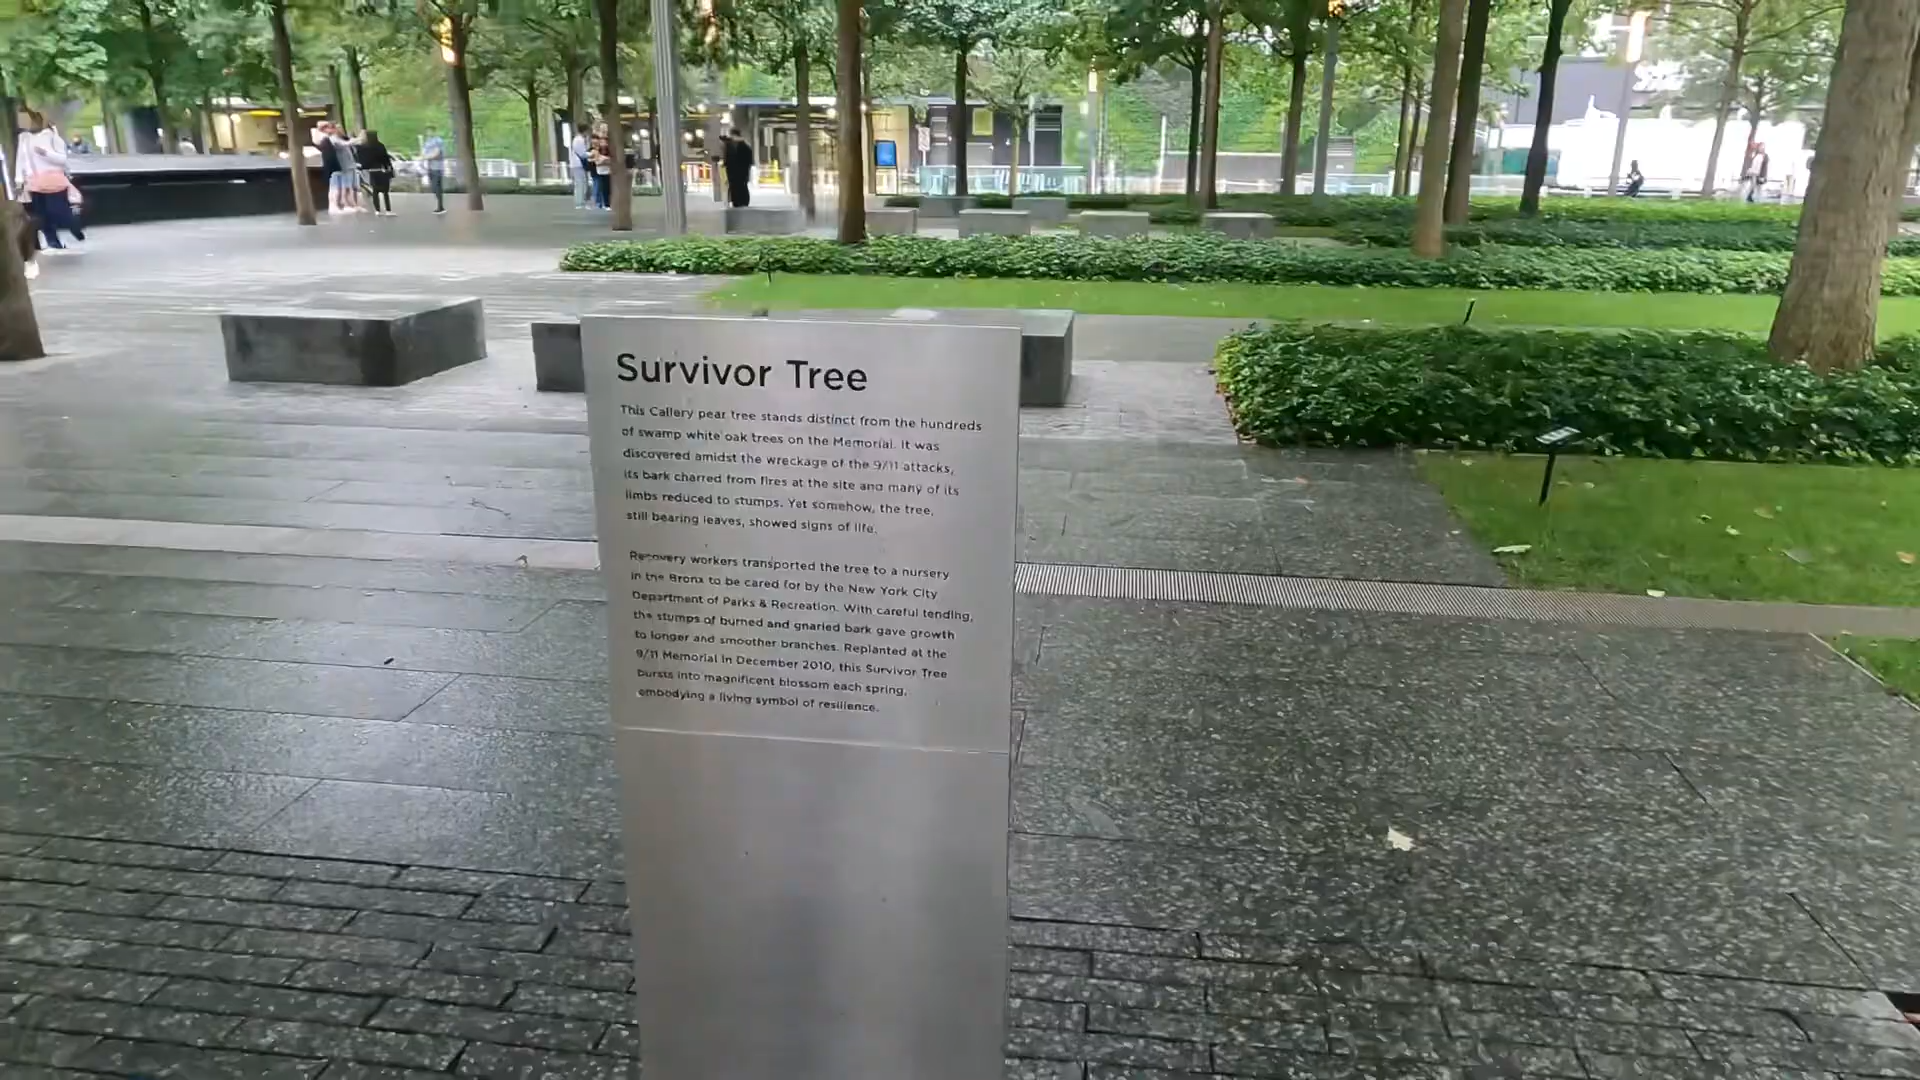 Survivor Tree
This Callery pear tree stands distinct from the hundreds
of swamp white oak trees on the Memorial. It was
discovered amidst the wreckage of the 9/11 attacks,
its bark charred from fires at the site and many of its
limbs reduced to stumps. Yet somehow, the tree,
still bearing leaves, showed signs of life.
Recovery workers transported the tree to a nursery
in the Bronx to be cared for by the New York City
Department of Parks & Recreation. With careful tending,
the stumps of burned and gnarled bark gave growth
to longer and smoother branches. Replanted at the
9/11 Memorial in December 2010, this Survivor Tree
bursts into magnificent blossom each spring,
embodying a living symbol of resilience.